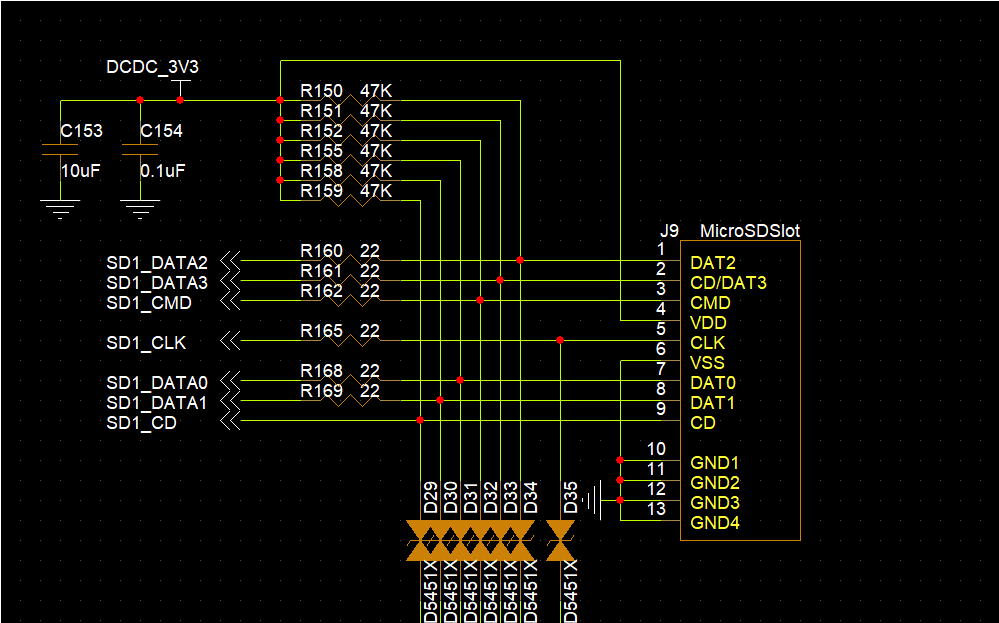 DCDC_3V3
C153
C154
10uF
0.1uF
R150 47K
R151 47K
R152 47K
R155 47K
R158 47K
R159 47K
J9 MicroSDSlot
SD1_DATA2 R160 22 1 DAT2
SD1_DATA3 R161 22 2 CD/DAT3
SD1_CMD R162 22 3 CMD
4 VDD
SD1_CLK R165 22 5 CLK
6 VSS
SD1_DATA0 R168 22 7 DAT0
SD1_DATA1 R169 22 8 DAT1
SD1_CD 9 CD
10 GND1
11 GND2
12 GND3
13 GND4
D29
D30
D31
D32
D33
D34
D35
D5451X
D5451X
D5451X
D5451X
D5451X
D5451X
D5451X